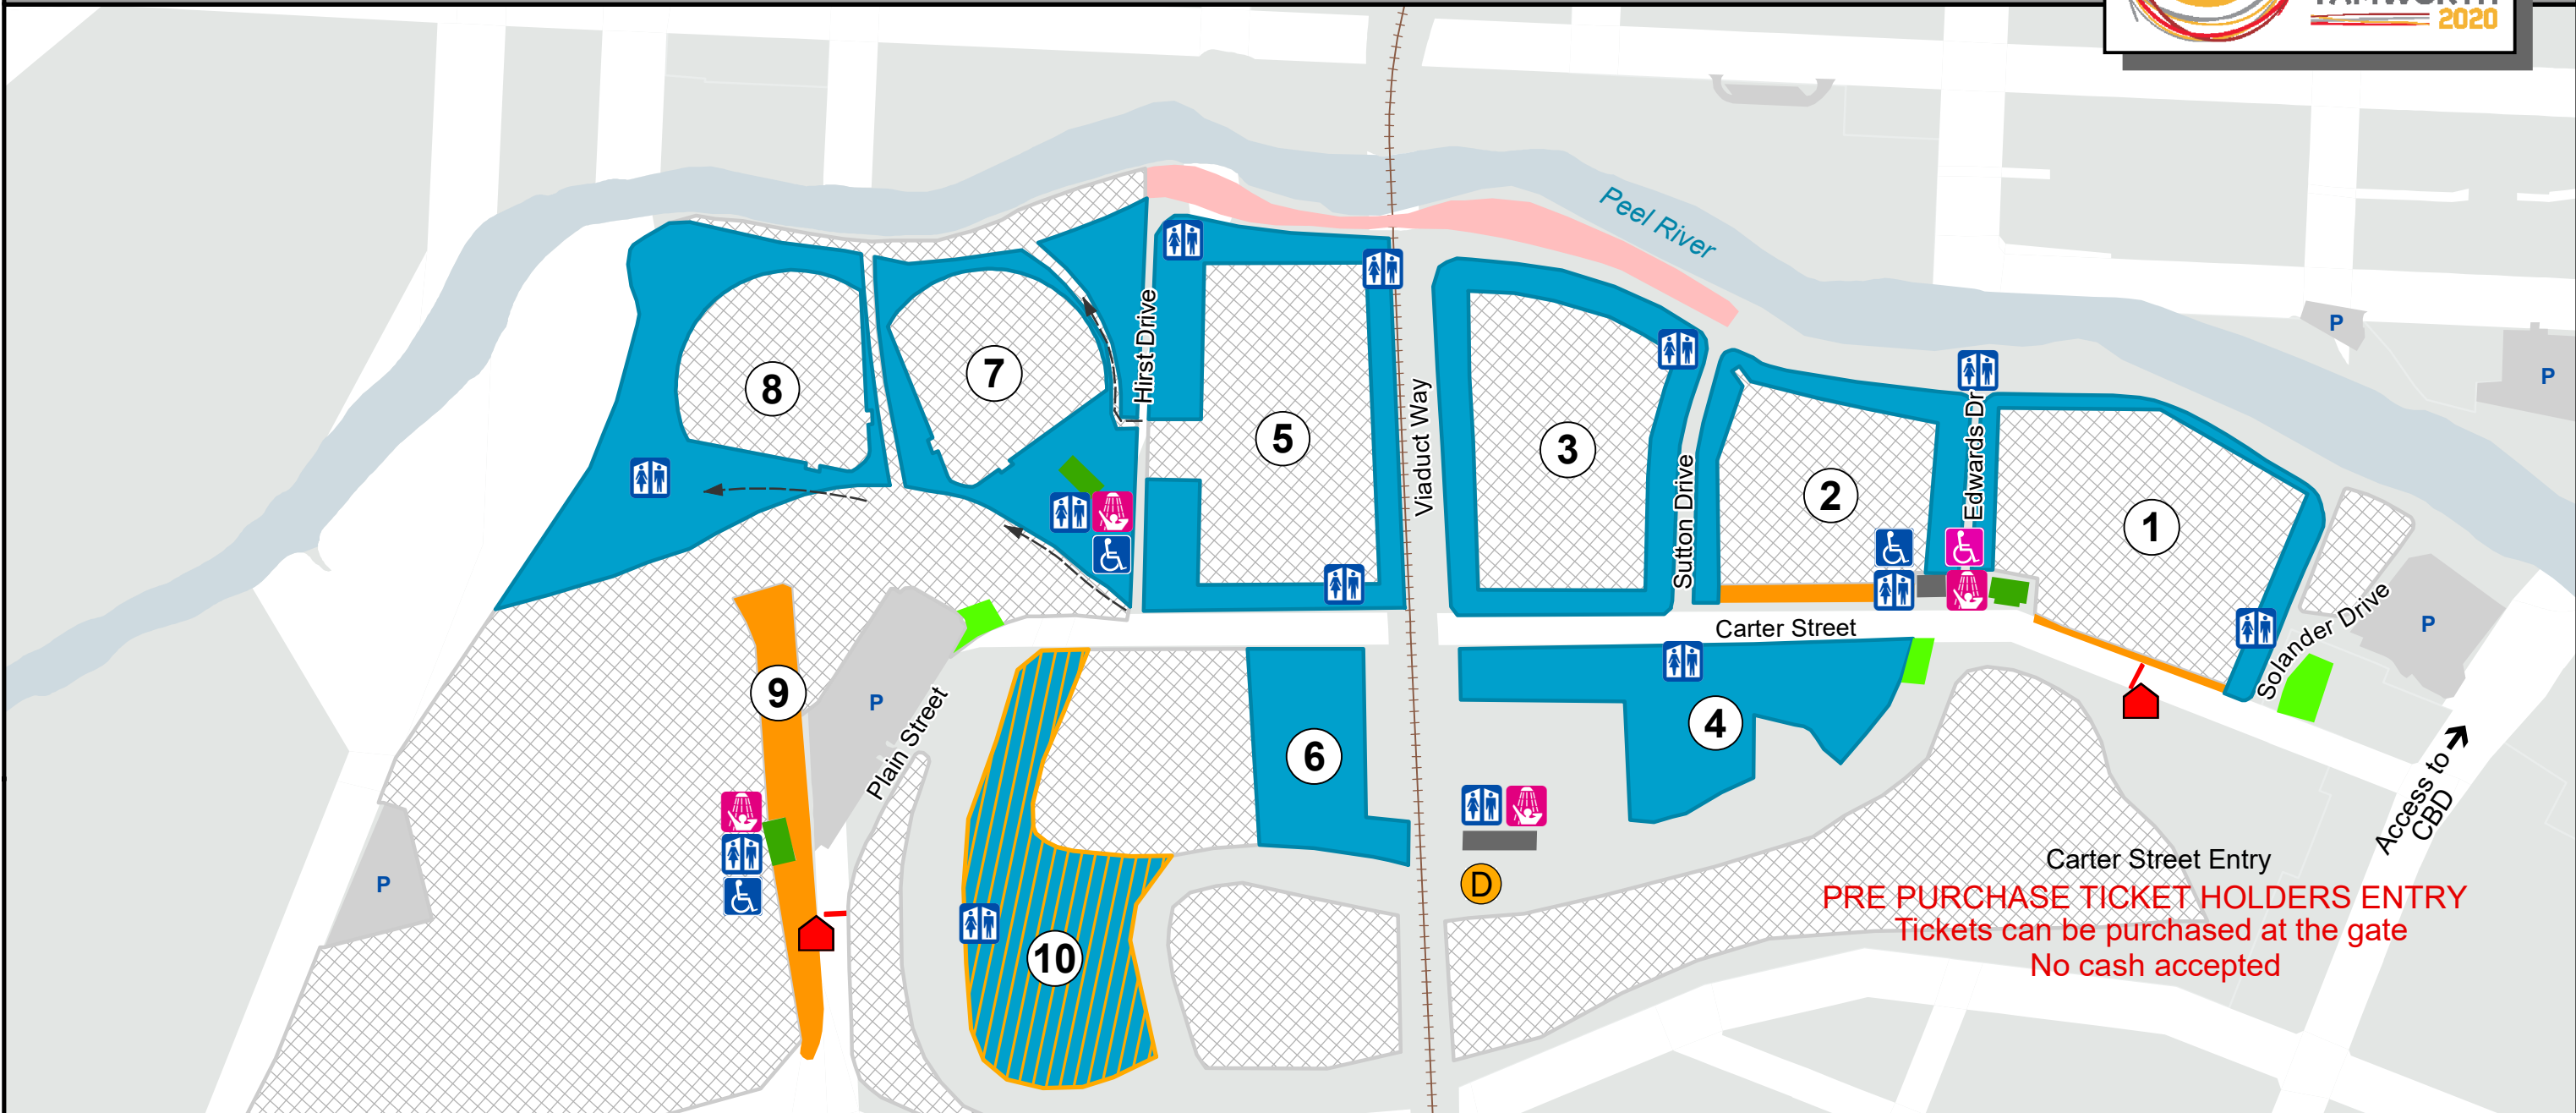 2020
Peel River
P
P
Hirst Drive
8
7
5
Viaduct Way
3
Sutton Drive
2
Edwards Dr
1
Carter Street
Solander Drive
P
9
P
Plain Street
6
4
10
P
D
Access to
CBD
Carter Street Entry
PRE PURCHASE TICKET HOLDERS ENTRY
Tickets can be purchased at the gate
No cash accepted